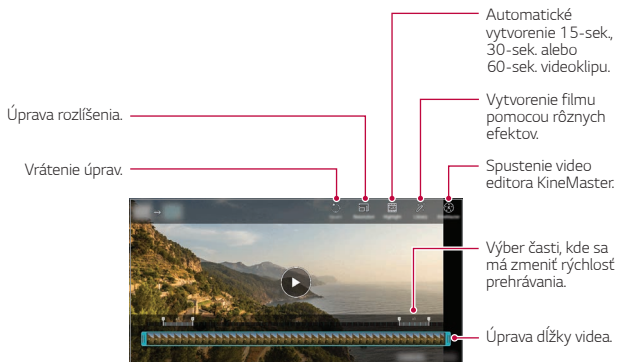 Automatické
vytvorenie 15-sek.,
30-sek. alebo
60-sek. videoklipu.
Úprava rozlíšenia.
Vytvorenie filmu
pomocou rôznych
efektov.
Vrátenie úprav.
Spustenie video
editora KineMaster.
Výber časti, kde sa
má zmeniť rýchlosť
prehrávania.
Úprava dĺžky videa.